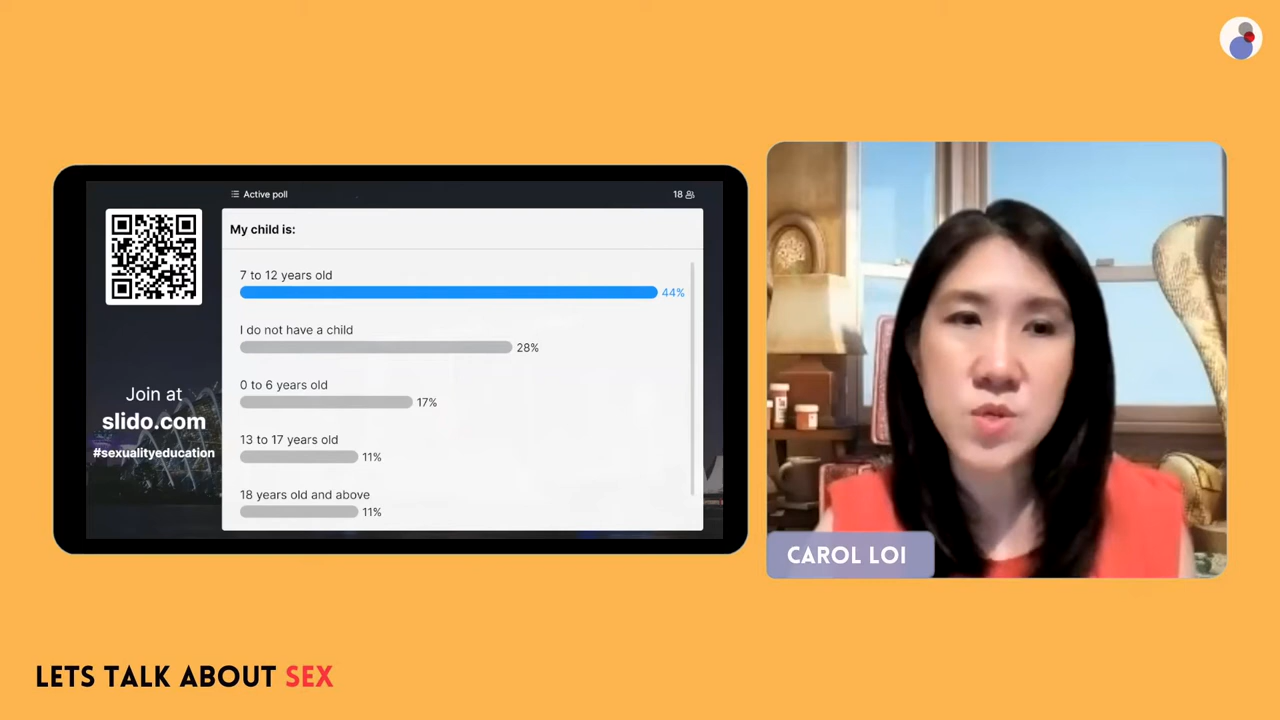 Active poll
18
My child is:
7 to 12 years old
44%
I do not have a child
28%
0 to 6 years old
17%
13 to 17 years old
11%
18 years old and above
11%
Join at
slido.com
#sexualityeducation
CAROL LOI
LETS TALK ABOUT SEX